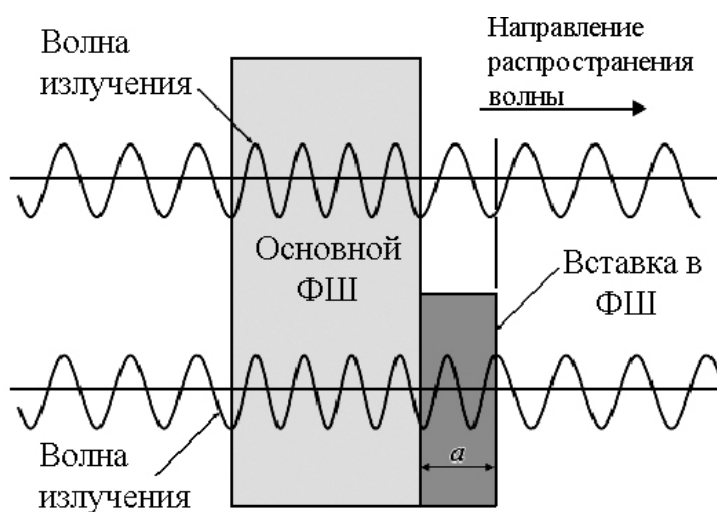 Волна
излучения
Направление
распространения
волны
Основной
ФШ
Вставка в
ФШ
a
Волна
излучения